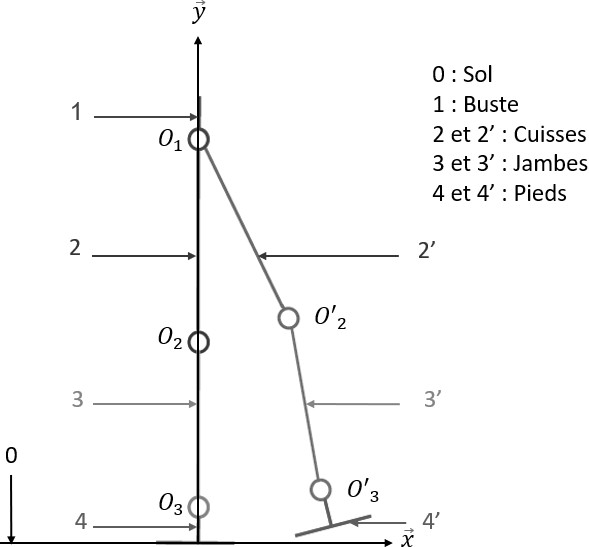 y⃗
0 : Sol
1 : Buste
2 et 2’ : Cuisses
3 et 3’ : Jambes
4 et 4’ : Pieds
1
O₁
2
2’
O′₂
O₂
3
3’
0
O₃
O′₃
4
4’
x⃗